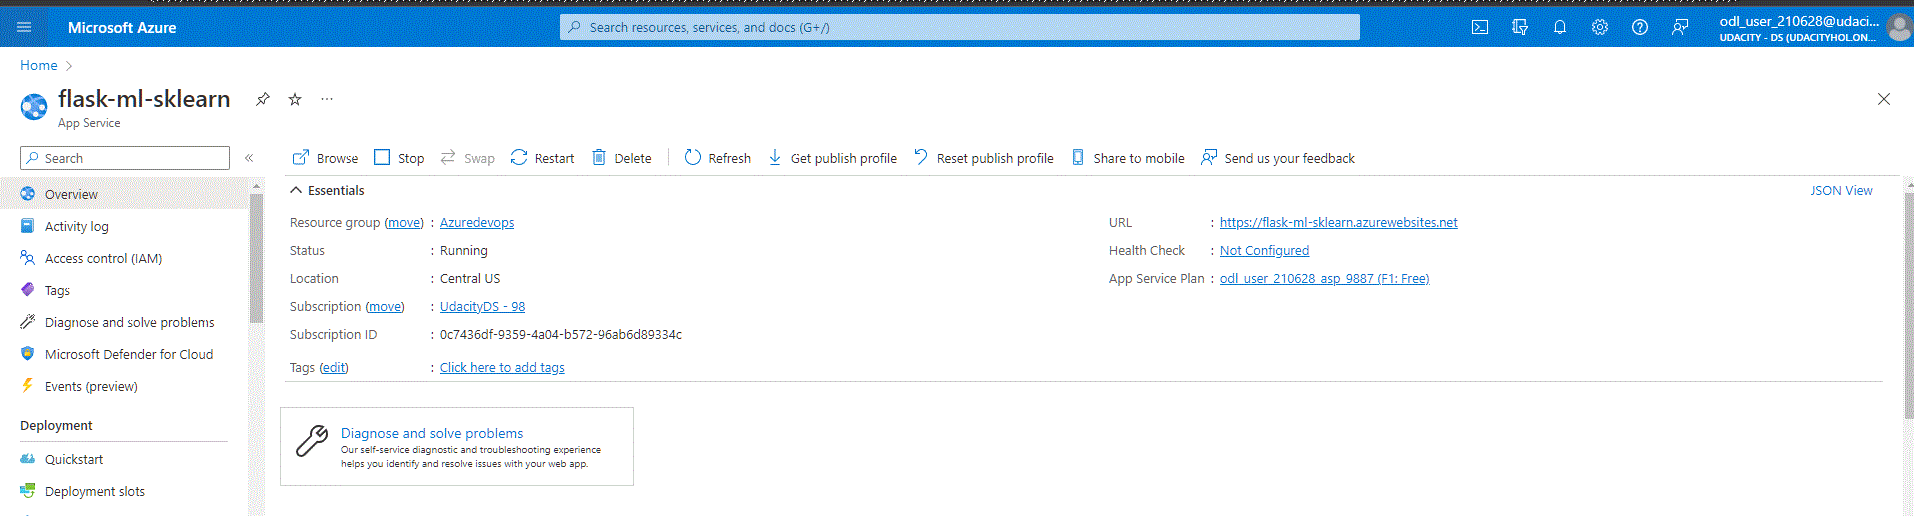 Microsoft Azure
Search resources, services, and docs (G+/)
odl_user_210628@udaci...
UDACITY - DS (UDACITYHOL.ON...
Home
flask-ml-sklearn
App Service
Search
Browse Stop Swap Restart Delete Refresh Get publish profile Reset publish profile Share to mobile Send us your feedback
Overview
Activity log
Access control (IAM)
Tags
Diagnose and solve problems
Microsoft Defender for Cloud
Events (preview)
Deployment
Quickstart
Deployment slots
Essentials
JSON View
Resource group (move) : Azuredevops
Status : Running
Location : Central US
Subscription (move) : UdacityDS - 98
Subscription ID : 0c7436df-9359-4a04-b572-96ab6d89334c
Tags (edit) : Click here to add tags
URL : https://flask-ml-sklearn.azurewebsites.net
Health Check : Not Configured
App Service Plan : odl_user_210628_asp_9887 (F1: Free)
Diagnose and solve problems
Our self-service diagnostic and troubleshooting experience
helps you identify and resolve issues with your web app.